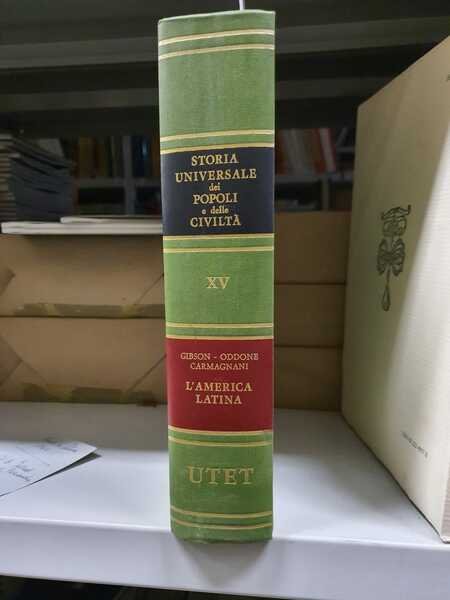 STORIA
UNIVERSALE
dei
POPOLI
e delle
CIVILTÀ
XV
GIBSON - ODDONE
CARMAGNANI
L'AMERICA
LATINA
UTET